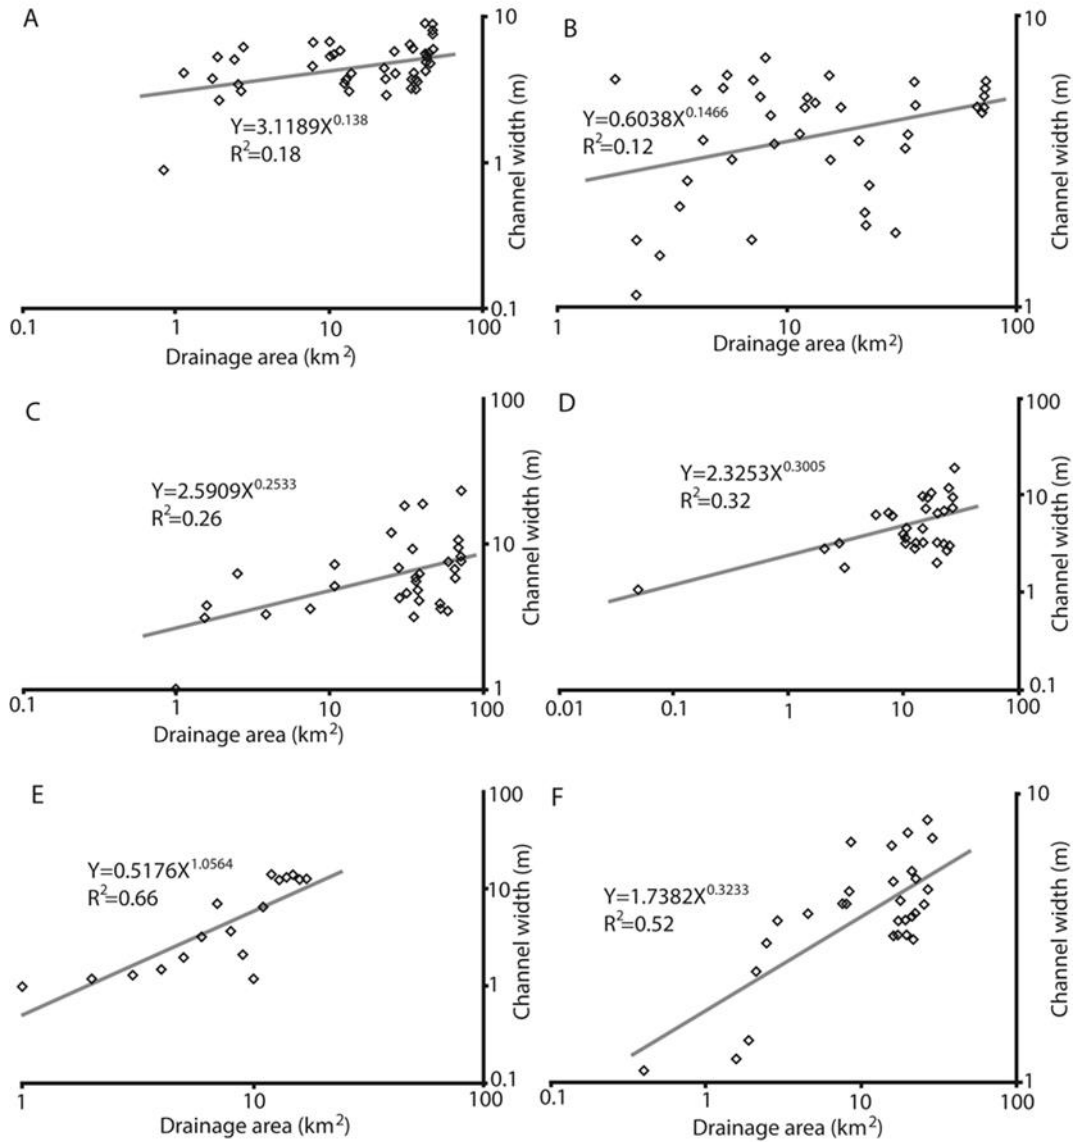 A
10
Y=3.1189X^0.138
R²=0.18
1
Channel width (m)
0.1
0.1 1 10 100
Drainage area (km²)
B
10
Y=0.6038X^0.1466
R²=0.12
Channel width (m)
1
1 10 100
Drainage area (km²)
C
100
Y=2.5909X^0.2533
R²=0.26
10
Channel width (m)
1
0.1 1 10 100
Drainage area (km²)
D
100
Y=2.3253X^0.3005
R²=0.32
10
1
Channel width (m)
0.1
0.01 0.1 1 10 100
Drainage area (km²)
E
100
Y=0.5176X^1.0564
R²=0.66
10
1
Channel width (m)
0.1
1 10 100
Drainage area (km²)
F
10
Y=1.7382X^0.3233
R²=0.52
Channel width (m)
1
0.1 1 10 100
Drainage area (km²)